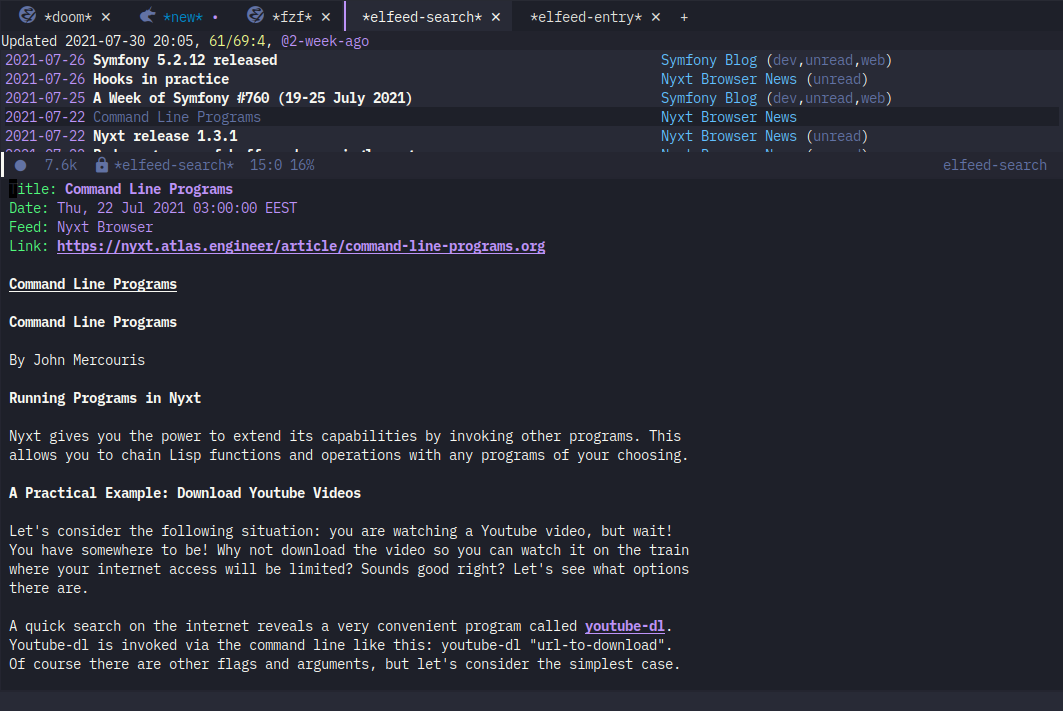 *doom* × *new* • *fzf* × *elfeed-search* × *elfeed-entry* × +
Updated 2021-07-30 20:05, 61/69:4, @2-week-ago
2021-07-26 Symfony 5.2.12 released Symfony Blog (dev,unread,web)
2021-07-26 Hooks in practice Nyxt Browser News (unread)
2021-07-25 A Week of Symfony #760 (19-25 July 2021) Symfony Blog (dev,unread,web)
2021-07-22 Command Line Programs Nyxt Browser News
2021-07-22 Nyxt release 1.3.1 Nyxt Browser News (unread)
7.6k *elfeed-search* 15:0 16% elfeed-search
Title: Command Line Programs
Date: Thu, 22 Jul 2021 03:00:00 EEST
Feed: Nyxt Browser
Link: https://nyxt.atlas.engineer/article/command-line-programs.org
Command Line Programs
Command Line Programs
By John Mercouris
Running Programs in Nyxt
Nyxt gives you the power to extend its capabilities by invoking other programs. This
allows you to chain Lisp functions and operations with any programs of your choosing.
A Practical Example: Download Youtube Videos
Let's consider the following situation: you are watching a Youtube video, but wait!
You have somewhere to be! Why not download the video so you can watch it on the train
where your internet access will be limited? Sounds good right? Let's see what options
there are.
A quick search on the internet reveals a very convenient program called youtube-dl.
Youtube-dl is invoked via the command line like this: youtube-dl "url-to-download".
Of course there are other flags and arguments, but let's consider the simplest case.